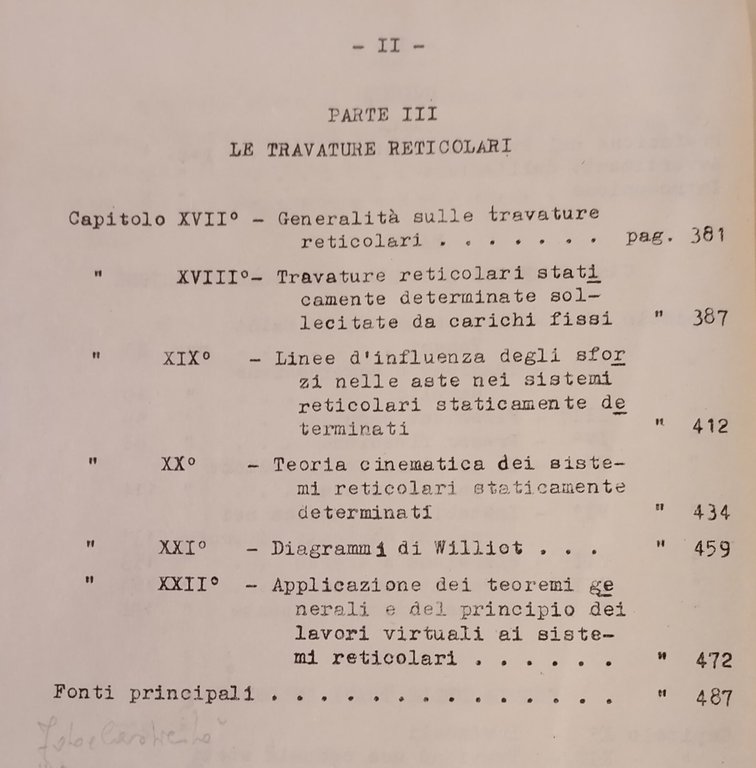 - II -
PARTE III
LE TRAVATURE RETICOLARI
Capitolo XVII° - Generalità sulle travature
reticolari . . . . . . . pag. 381
" XVIII°- Travature reticolari stati
camente determinate sol-
lecitate da carichi fissi " 387
" XIX° - Linee d'influenza degli sfor
zi nelle aste nei sistemi
reticolari staticamente de
terminati " 412
" XX° - Teoria cinematica dei siste-
mi reticolari staticamente
determinati " 434
" XXI° - Diagrammi di Williot . . . " 459
" XXII° - Applicazione dei teoremi ge
nerali e del principio dei
lavori virtuali ai siste-
mi reticolari . . . . . . " 472
Fonti principali . . . . . . . . . . . . . . " 487